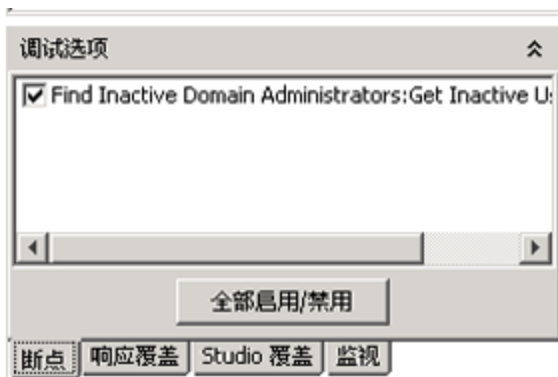 调试选项
Find Inactive Domain Administrators:Get Inactive Us
全部启用/禁用
断点 响应覆盖 Studio 覆盖 监视